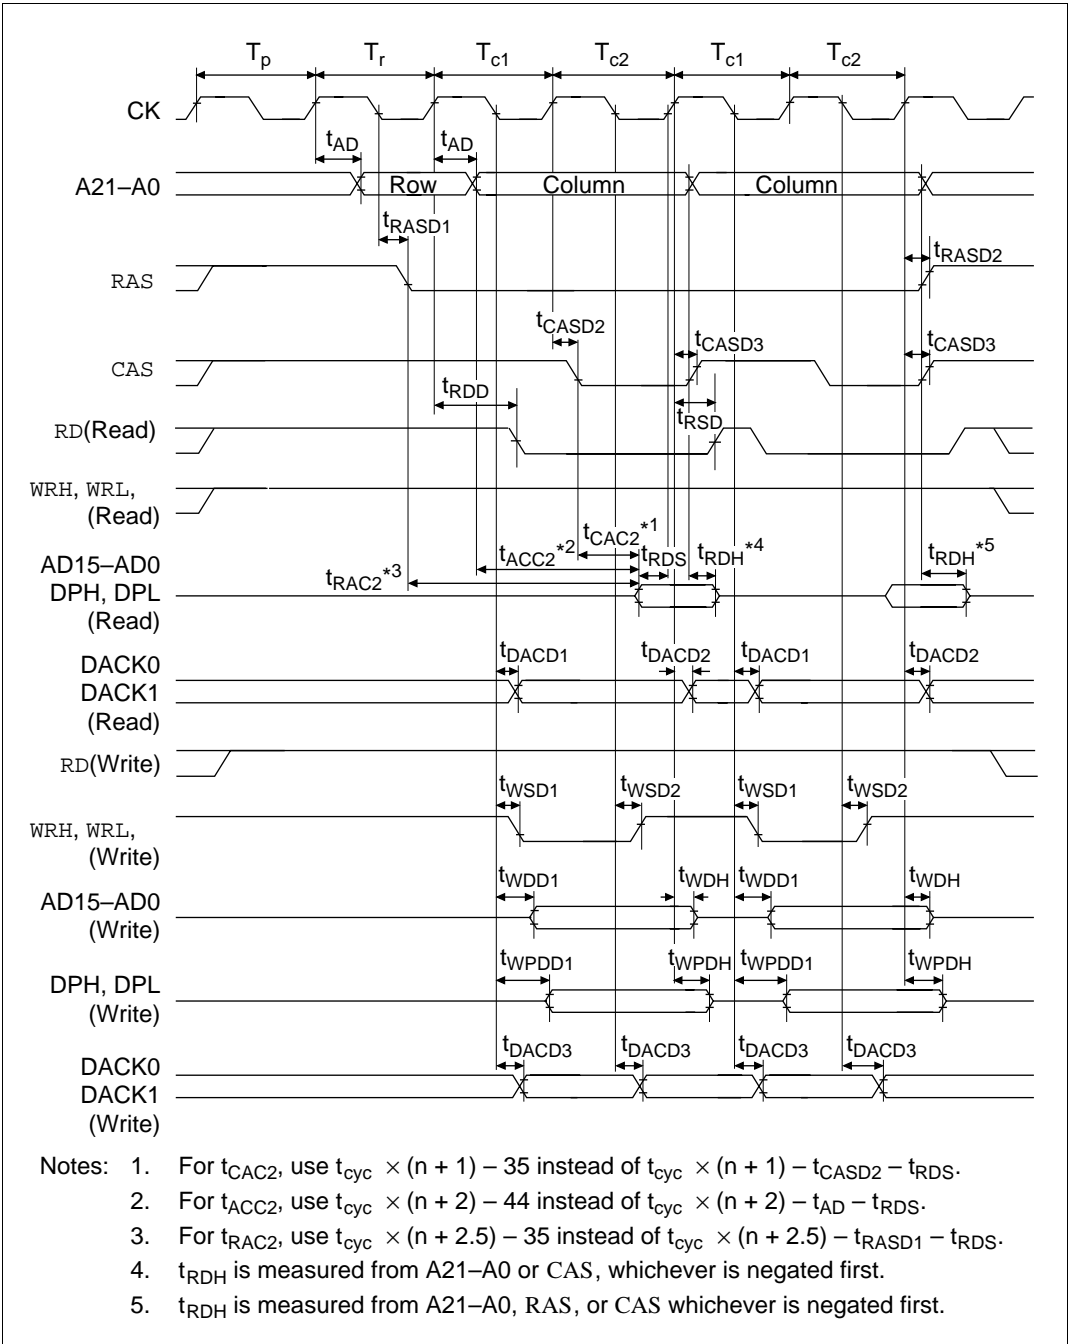 Tp Tr Tc1 Tc2 Tc1 Tc2
CK
tAD tAD
A21–A0 Row Column Column
tRASD1
tRASD2
RAS
tCASD2
tCASD3 tCASD3
CAS
tRDD
tRSD
RD(Read)
WRH, WRL,
(Read)
tCAC2*1
tACC2*2 tRDS tRDH*4 tRDH*5
tRAC2*3
AD15–AD0
DPH, DPL
(Read)
tDACD1 tDACD2 tDACD1 tDACD2
DACK0
DACK1
(Read)
RD(Write)
tWSD1 tWSD2 tWSD1 tWSD2
WRH, WRL,
(Write)
tWDD1 tWDH tWDD1 tWDH
AD15–AD0
(Write)
tWPDD1 tWPDH tWPDD1 tWPDH
DPH, DPL
(Write)
tDACD3 tDACD3 tDACD3 tDACD3
DACK0
DACK1
(Write)
Notes: 1. For tCAC2, use tcyc × (n + 1) – 35 instead of tcyc × (n + 1) – tCASD2 – tRDS.
2. For tACC2, use tcyc × (n + 2) – 44 instead of tcyc × (n + 2) – tAD – tRDS.
3. For tRAC2, use tcyc × (n + 2.5) – 35 instead of tcyc × (n + 2.5) – tRASD1 – tRDS.
4. tRDH is measured from A21–A0 or CAS, whichever is negated first.
5. tRDH is measured from A21–A0, RAS, or CAS whichever is negated first.